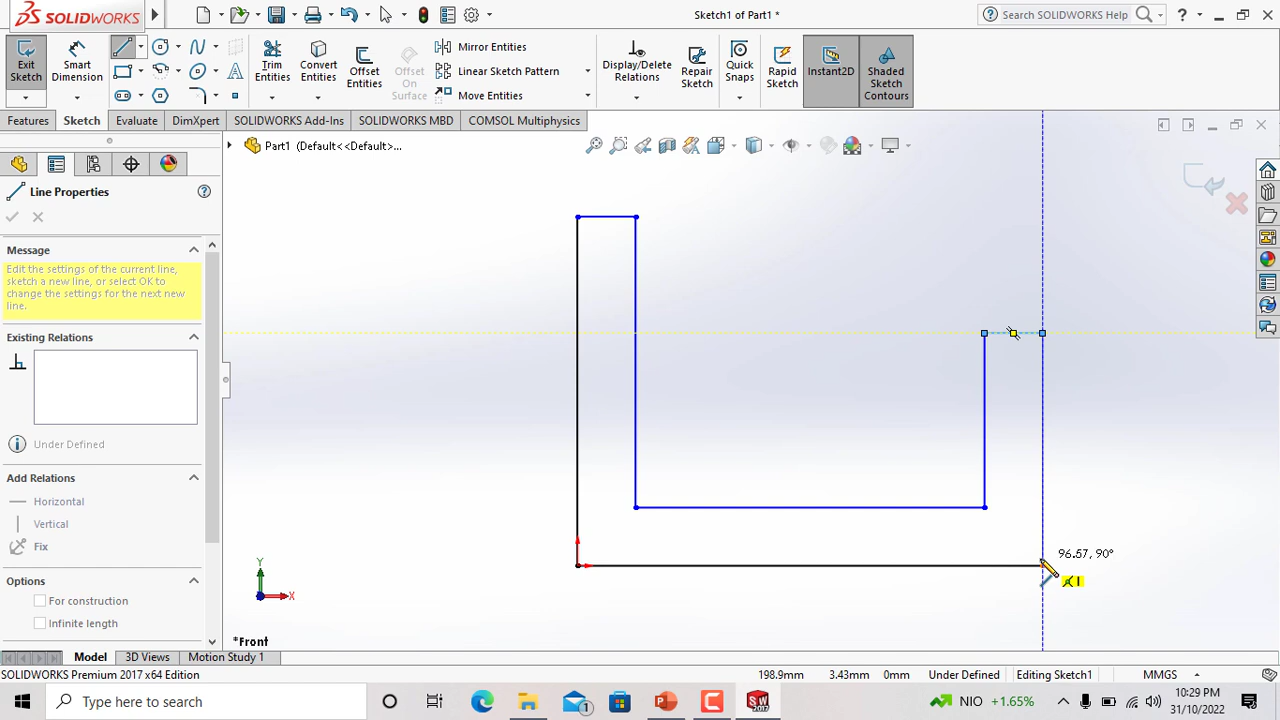 SOLIDWORKS
Sketch1 of Part1 *
Search SOLIDWORKS Help
?
Exit Sketch
Smart Dimension
Trim Entities
Convert Entities
Offset Entities
Offset On Surface
Mirror Entities
Linear Sketch Pattern
Move Entities
Display/Delete Relations
Repair Sketch
Quick Snaps
Rapid Sketch
Instant2D
Shaded Sketch Contours
Features
Sketch
Evaluate
DimXpert
SOLIDWORKS Add-Ins
SOLIDWORKS MBD
COMSOL Multiphysics
Part1 (Default<<Default>...
Line Properties
?
Message
Edit the settings of the current line,
sketch a new line, or select OK to
change the settings for the next new
line.
Existing Relations
Under Defined
Add Relations
Horizontal
Vertical
Fix
Options
For construction
Infinite length
96.57, 90°
Y
X
*Front
Model
3D Views
Motion Study 1
SOLIDWORKS Premium 2017 x64 Edition
198.9mm
3.43mm
0mm
Under Defined
Editing Sketch1
MMGS
Type here to search
1
SW
2017
NIO +1.65%
10:29 PM
31/10/2022